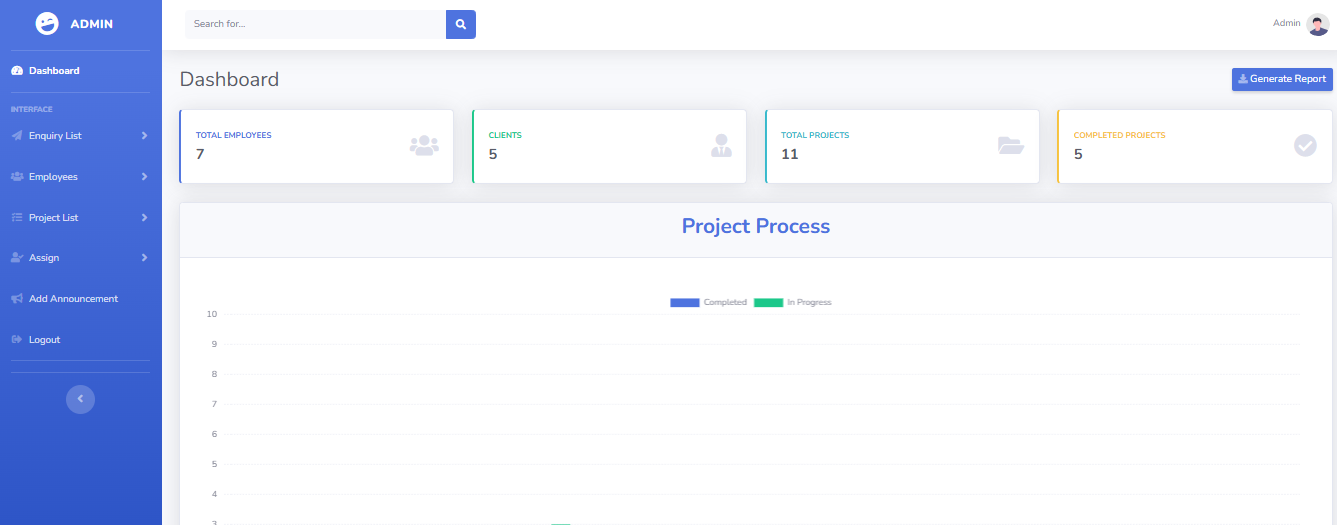 ADMIN
Search for...
Admin
Dashboard
Dashboard
Generate Report
INTERFACE
Enquiry List
Employees
Project List
Assign
Add Announcement
Logout
TOTAL EMPLOYEES
7
CLIENTS
5
TOTAL PROJECTS
11
COMPLETED PROJECTS
5
Project Process
Completed In Progress
10
9
8
7
6
5
4
3